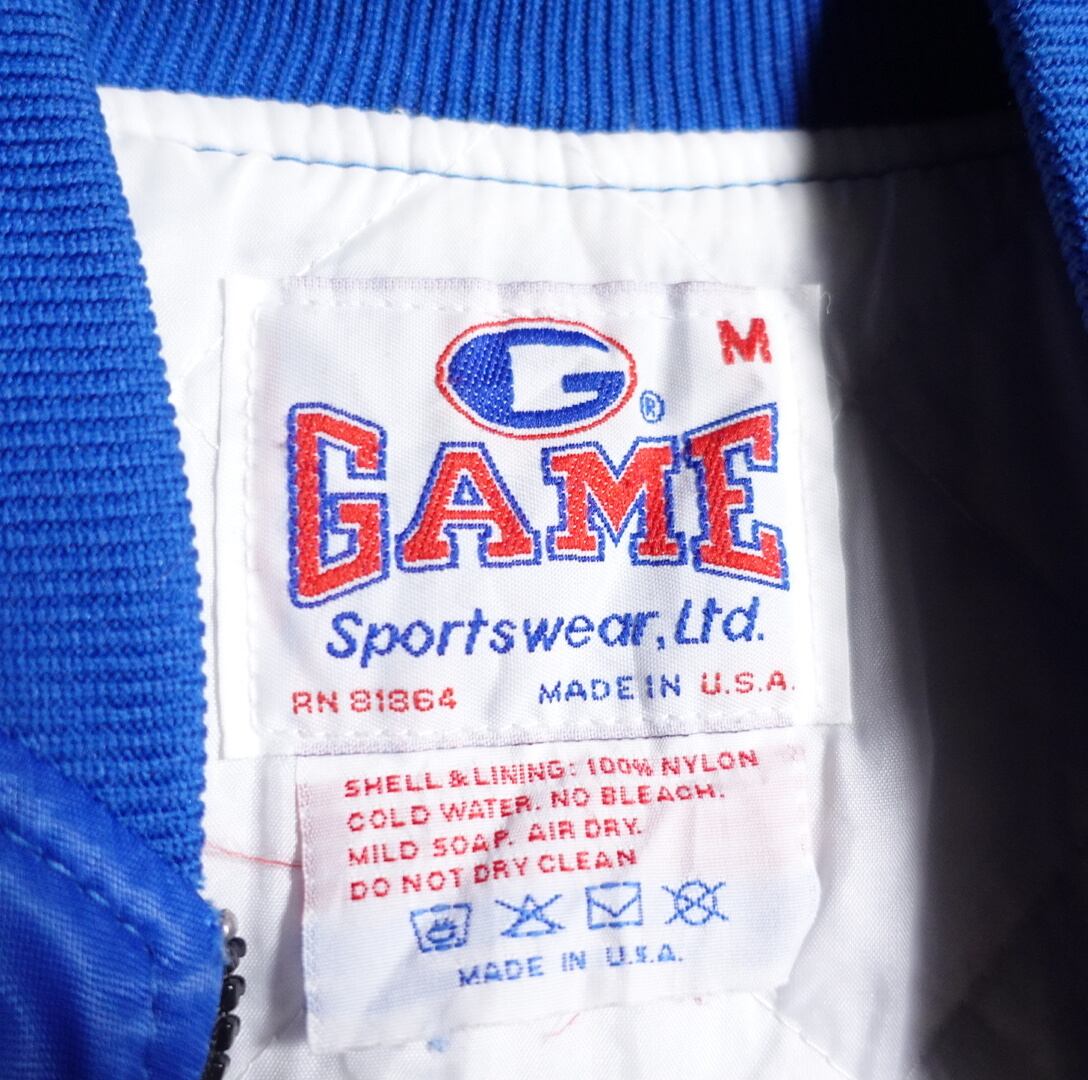 G ®
M
GAME
Sportswear, Ltd.
RN 81864 MADE IN U.S.A.
SHELL & LINING: 100% NYLON
COLD WATER. NO BLEACH.
MILD SOAP. AIR DRY.
DO NOT DRY CLEAN
MADE IN U.S.A.